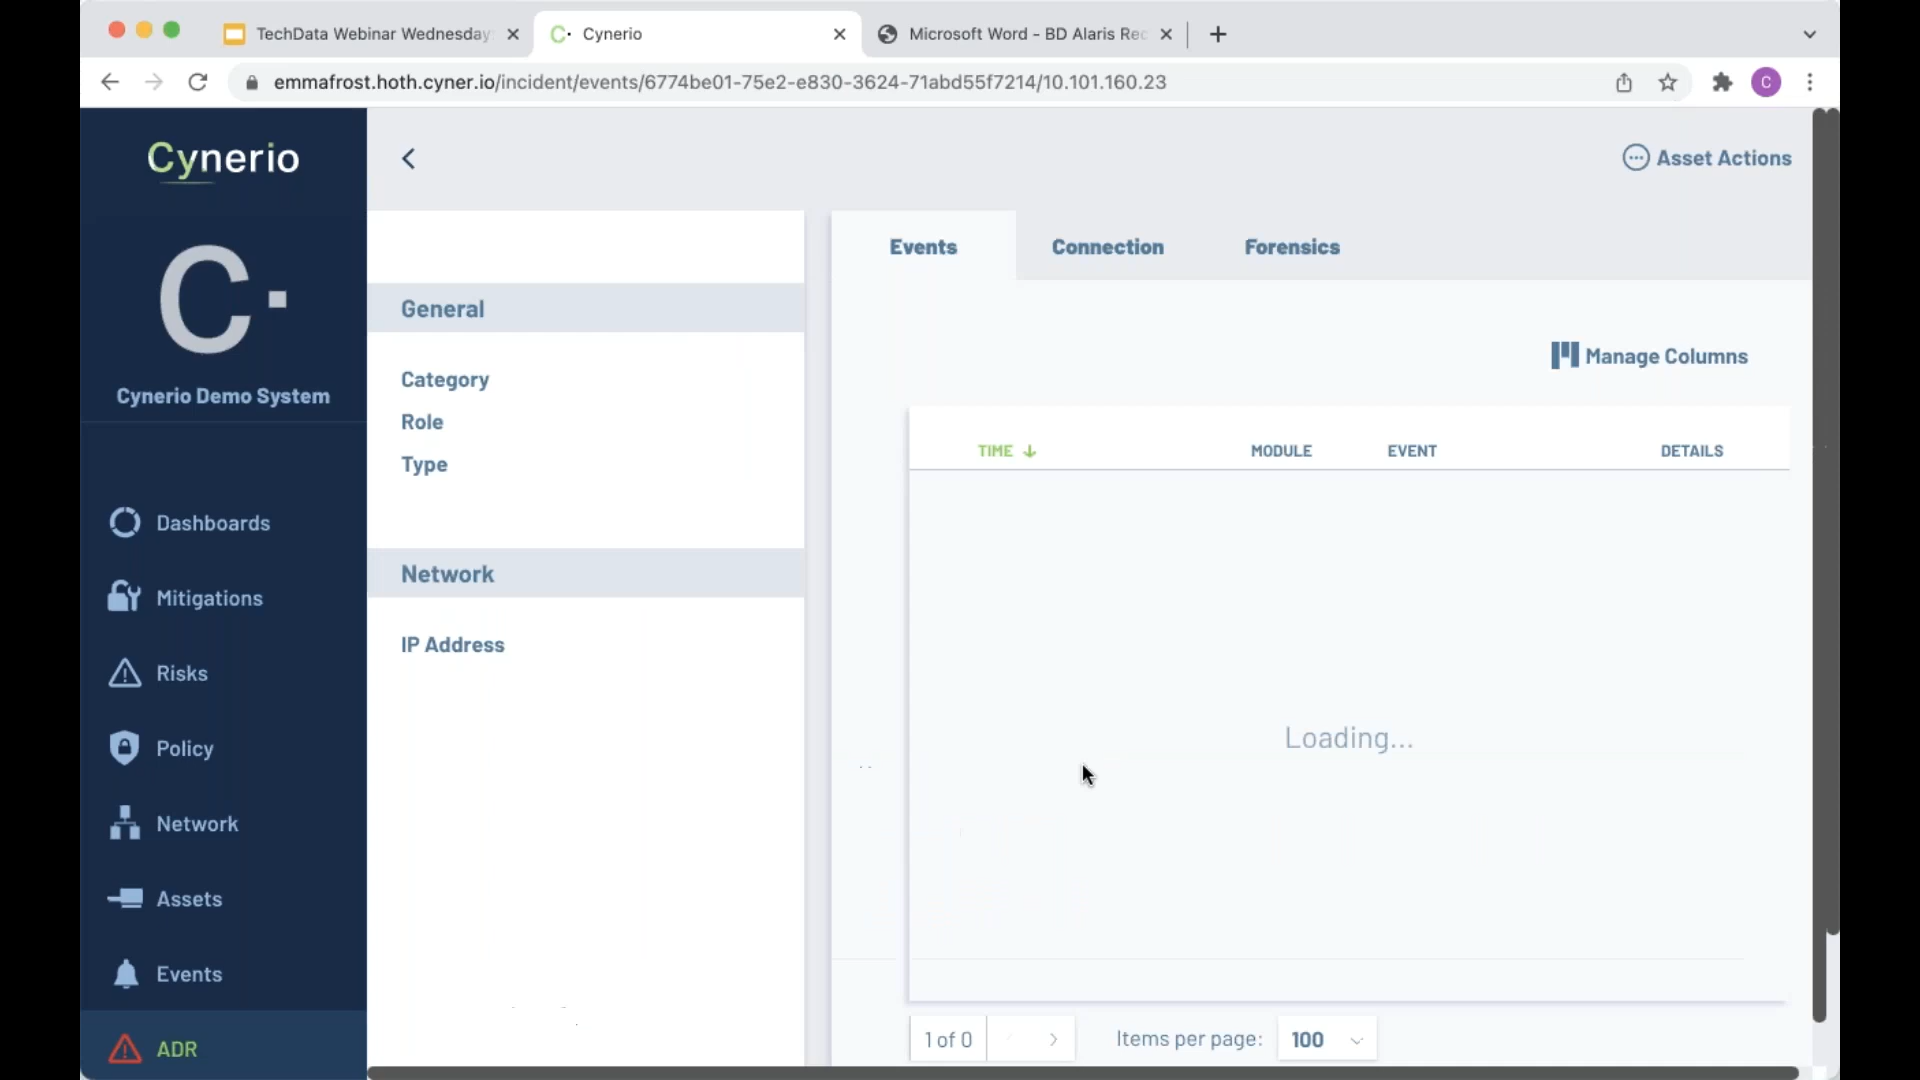 TechData Webinar Wednesday
Cynerio
Microsoft Word - BD Alaris Rec
emmafrost.hoth.cyner.io/incident/events/6774be01-75e2-e830-3624-71abd55f7214/10.101.160.23
C
Cynerio
C·
Cynerio Demo System
Dashboards
Mitigations
Risks
Policy
Network
Assets
Events
ADR
Asset Actions
General
Category
Role
Type
Network
IP Address
Events Connection Forensics
Manage Columns
TIME MODULE EVENT DETAILS
Loading...
1 of 0 Items per page: 100